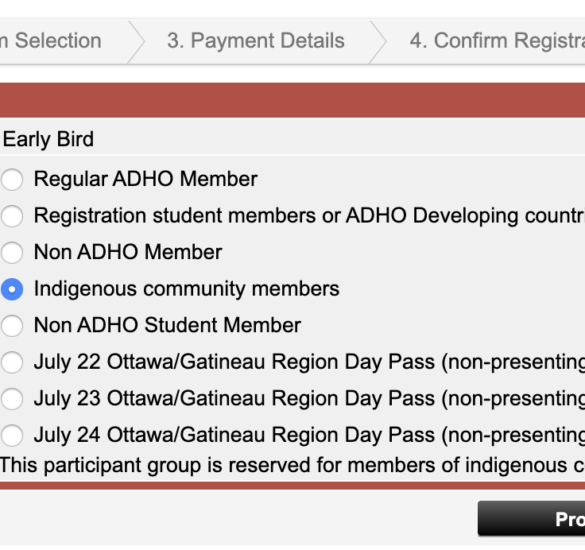 Selection 3. Payment Details 4. Confirm
Early Bird
Regular ADHO Member
Registration student members or ADHO Developing
Non ADHO Member
Indigenous community members
Non ADHO Student Member
July 22 Ottawa/Gatineau Region Day Pass (non-presenting
July 23 Ottawa/Gatineau Region Day Pass (non-presenting
July 24 Ottawa/Gatineau Region Day Pass (non-presenting
This participant group is reserved for members of indigenous